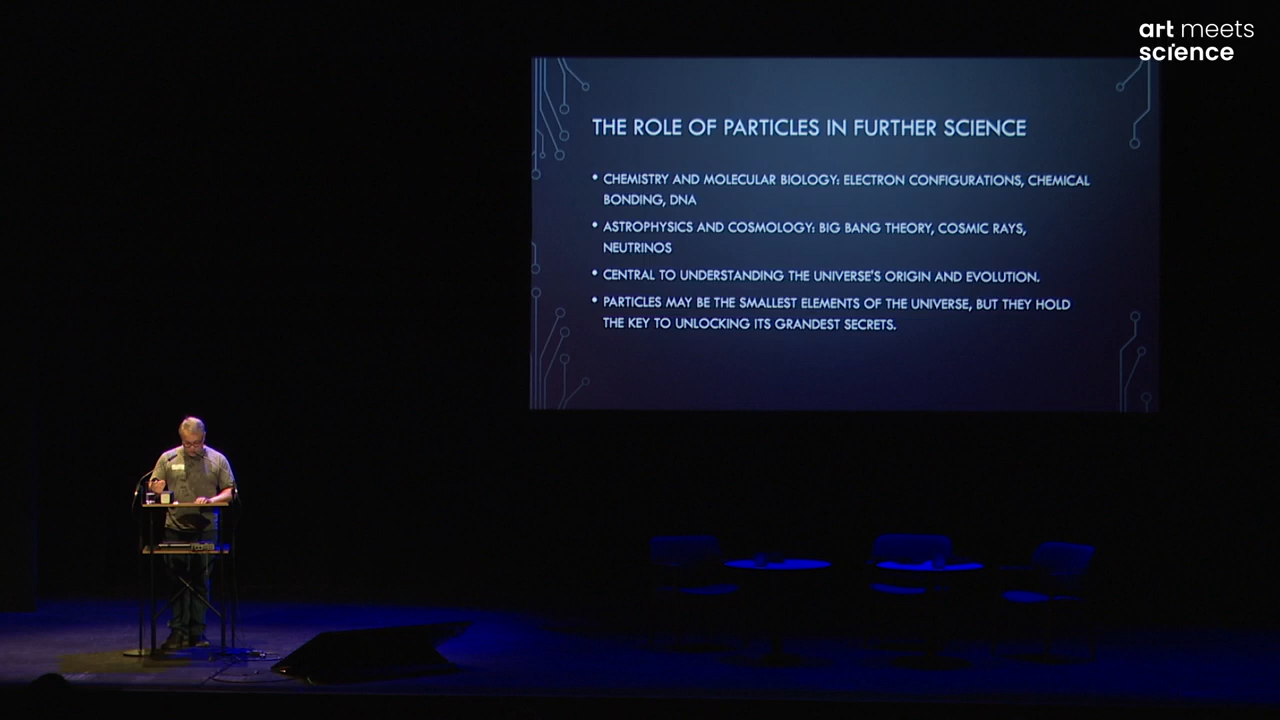 art meets
science
THE ROLE OF PARTICLES IN FURTHER SCIENCE
• CHEMISTRY AND MOLECULAR BIOLOGY: ELECTRON CONFIGURATIONS, CHEMICAL
BONDING, DNA
• ASTROPHYSICS AND COSMOLOGY: BIG BANG THEORY, COSMIC RAYS,
NEUTRINOS
• CENTRAL TO UNDERSTANDING THE UNIVERSE'S ORIGIN AND EVOLUTION.
• PARTICLES MAY BE THE SMALLEST ELEMENTS OF THE UNIVERSE, BUT THEY HOLD
THE KEY TO UNLOCKING ITS GRANDEST SECRETS.